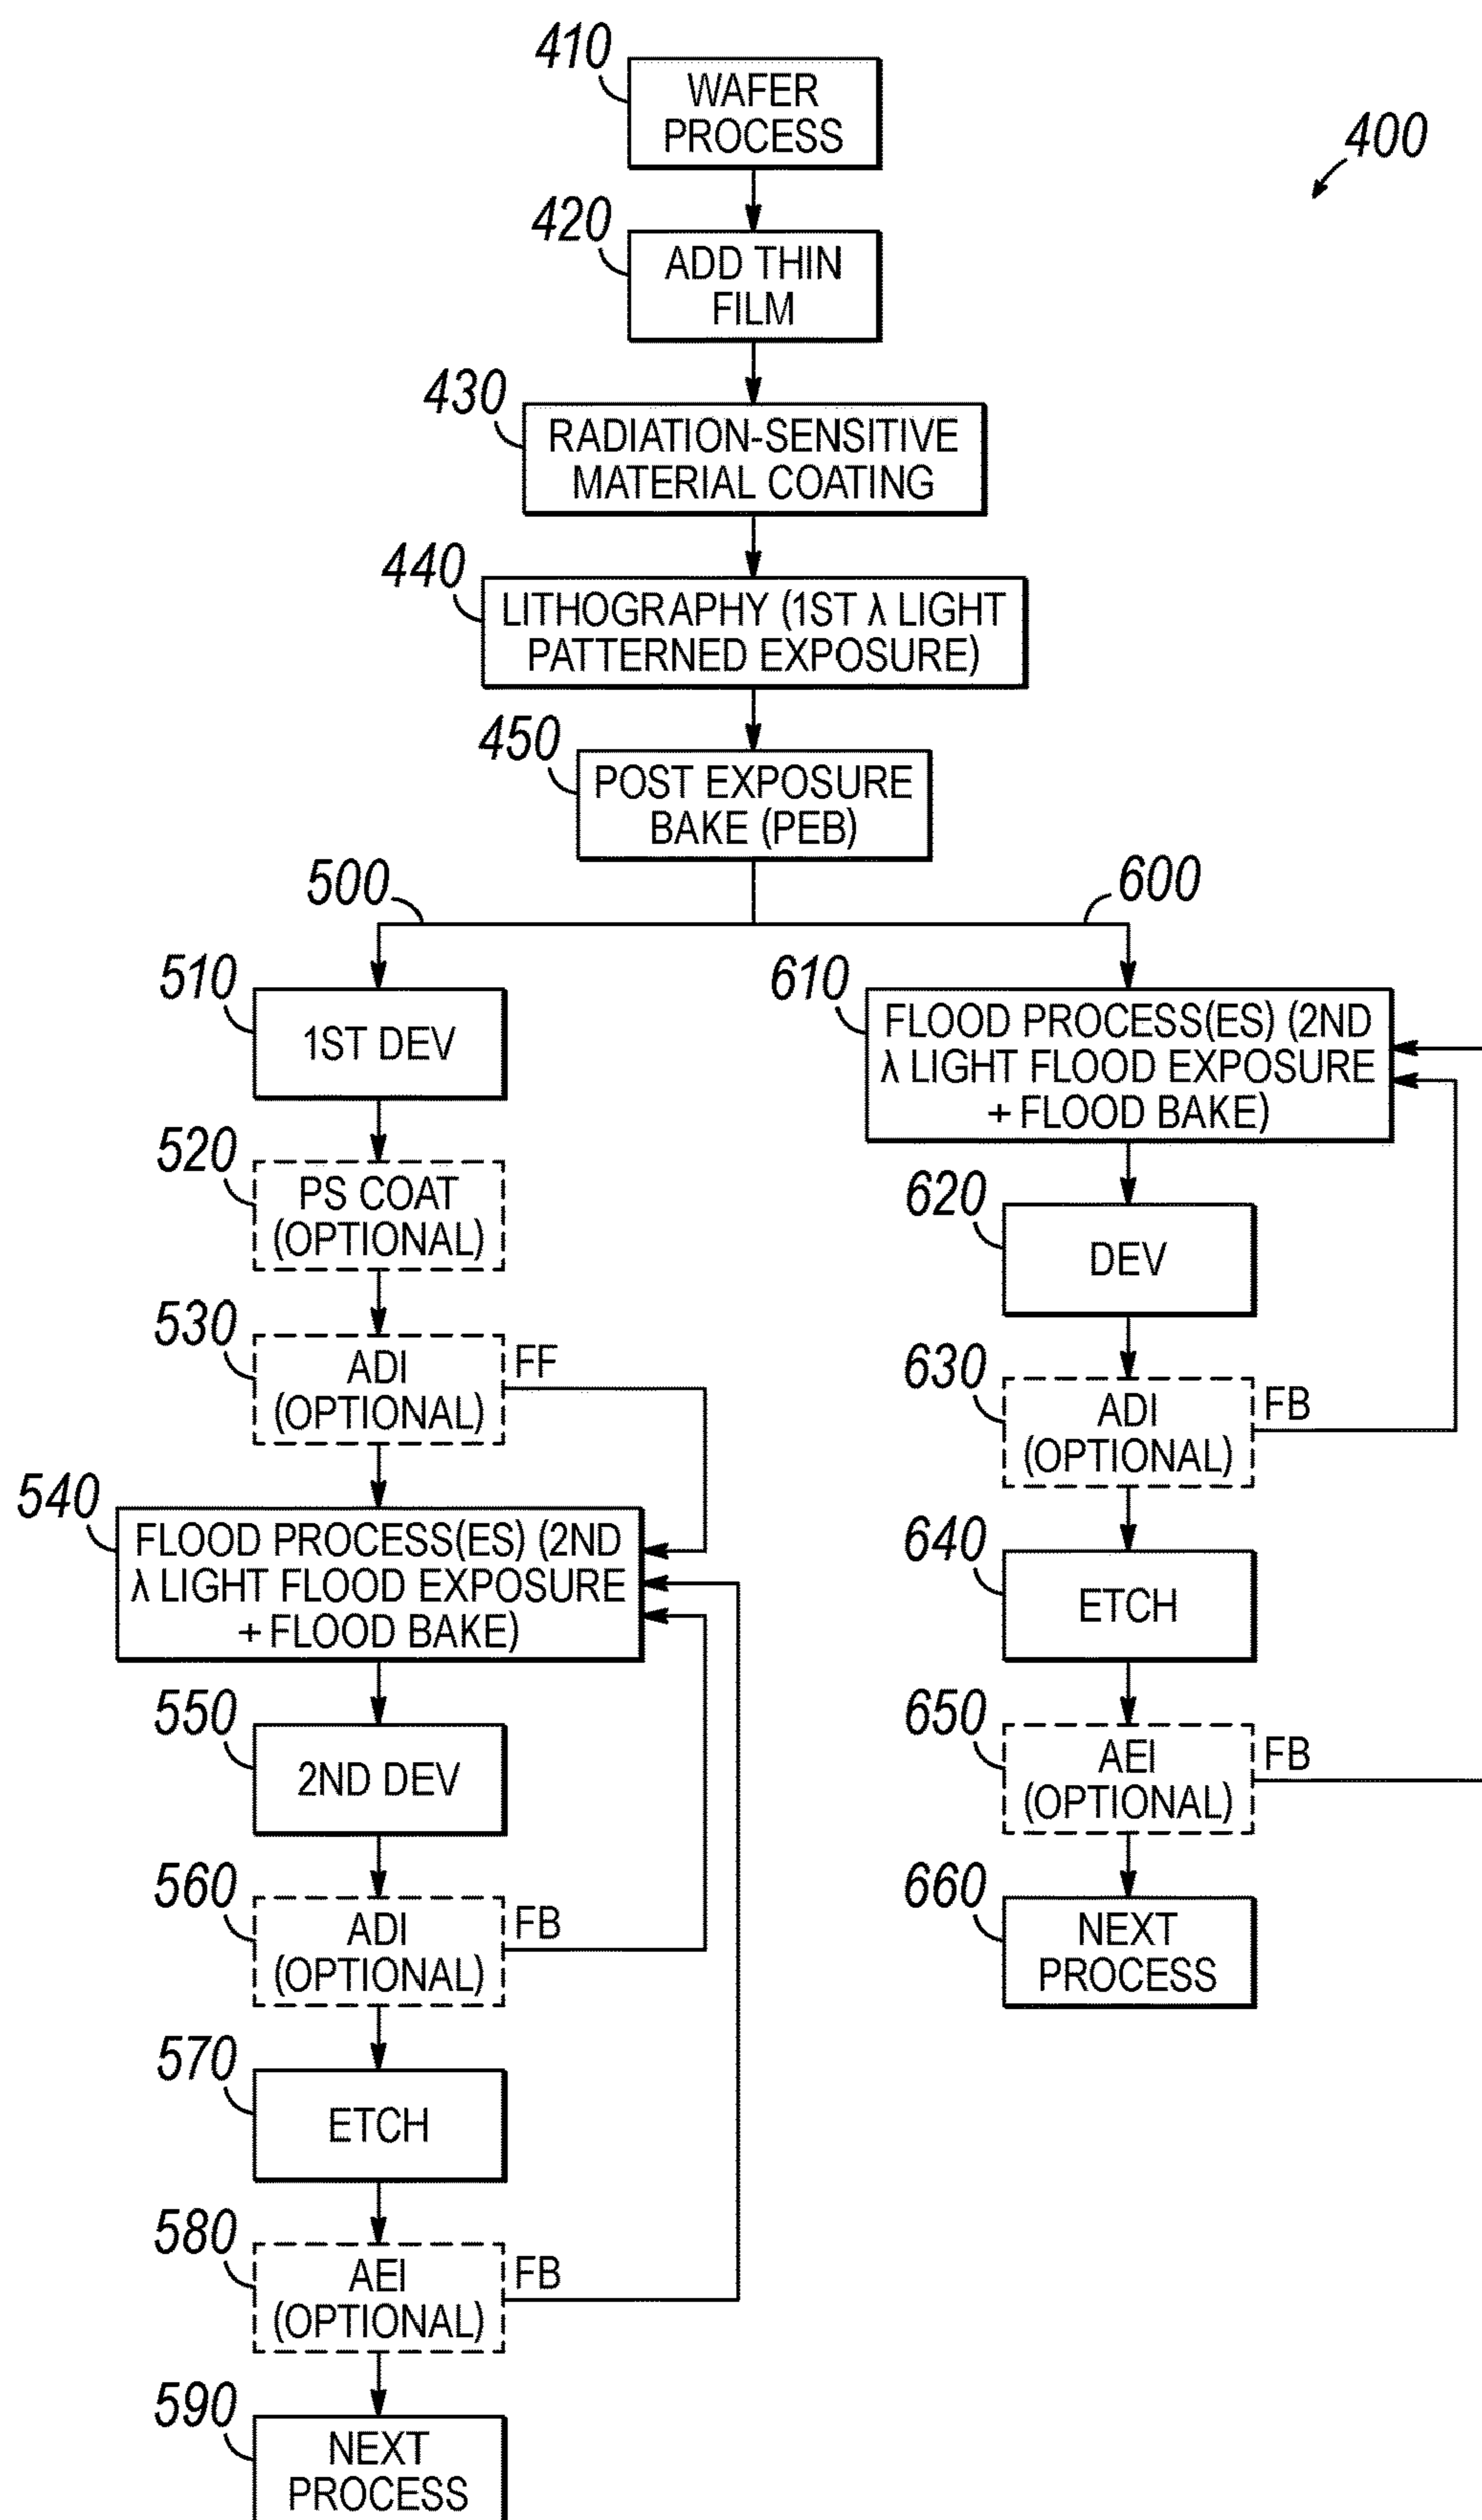 410
WAFER
PROCESS
400
420
ADD THIN
FILM
430
RADIATION-SENSITIVE
MATERIAL COATING
440
LITHOGRAPHY (1ST λ LIGHT
PATTERNED EXPOSURE)
450
POST EXPOSURE
BAKE (PEB)
500
510
1ST DEV
520
PS COAT
(OPTIONAL)
530
ADI
(OPTIONAL)
FF
540
FLOOD PROCESS(ES) (2ND
λ LIGHT FLOOD EXPOSURE
+ FLOOD BAKE)
550
2ND DEV
560
ADI
(OPTIONAL)
FB
570
ETCH
580
AEI
(OPTIONAL)
FB
590
NEXT
PROCESS
600
610
FLOOD PROCESS(ES) (2ND
λ LIGHT FLOOD EXPOSURE
+ FLOOD BAKE)
620
DEV
630
ADI
(OPTIONAL)
FB
640
ETCH
650
AEI
(OPTIONAL)
FB
660
NEXT
PROCESS